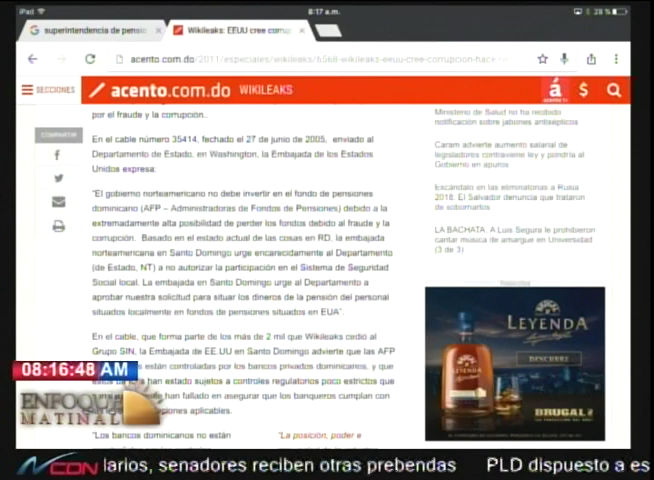 iPad
8:17 a.m.
28 %
superintendencia de pensio
Wikileaks: EEUU cree corrup
acento.com.do/2011/especiales/wikileaks/6568-wikileaks-eeuu-cree-corrupcion-hace-
SECCIONES
acento.com.do WIKILEAKS
á
$
COMPARTIR
por el fraude y la corrupción..
En el cable número 35414, fechado el 27 de junio de 2005, enviado al
Departamento de Estado, en Washington, la Embajada de los Estados
Unidos expresa:
"El gobierno norteamericano no debe invertir en el fondo de pensiones
dominicano (AFP – Administradoras de Fondos de Pensiones) debido a la
extremadamente alta posibilidad de perder los fondos debido al fraude y la
corrupción. Basado en el estado actual de las cosas en RD, la embajada
norteamericana en Santo Domingo urge encarecidamente al Departamento
(de Estado, NT) a no autorizar la participación en el Sistema de Seguridad
Social local. La embajada en Santo Domingo urge al Departamento a
aprobar nuestra solicitud para situar los dineros de la pensión del personal
situados localmente en fondos de pensiones situados en EUA".
En el cable, que forma parte de los más de 2 mil que Wikileaks cedió al
Grupo SIN, la Embajada de EE.UU en Santo Domingo advierte que las AFP
están controladas por los bancos privados dominicanos, y que
han estado sujetos a controles regulatorios poco estrictos que
han fallado en asegurar que los banqueros cumplan con
aplicables.
"Los bancos dominicanos no están
"La posición, poder e
Ministerio de Salud no ha recibido
notificación sobre jabones antisépticos
Caram advierte aumento salarial de
legisladores contraviene ley y pondría al
Gobierno en apuros
Escándalo en las eliminatorias a Rusia
2018: El Salvador denuncia que trataron
de sobornarlos
LA BACHATA: A Luis Segura le prohibieron
cantar música de amargue en Universidad
(3 de 3)
LEYENDA
DESCUBRE
LEYENDA
BRUGAL
08:16:48 AM
ENFOQUE
MATINAL
CDN
larios, senadores reciben otras prebendas PLD dispuesto a es